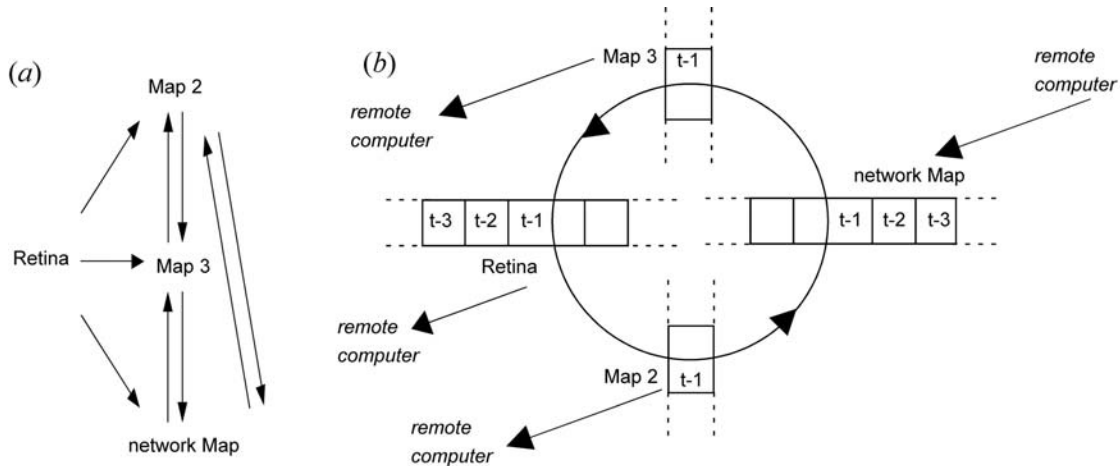 (a)
Map 2
Retina
Map 3
network Map
(b)
Map 3
t-1
remote
computer
remote
computer
network Map
t-3 t-2 t-1
t-1 t-2 t-3
Retina
remote
computer
Map 2
t-1
remote
computer